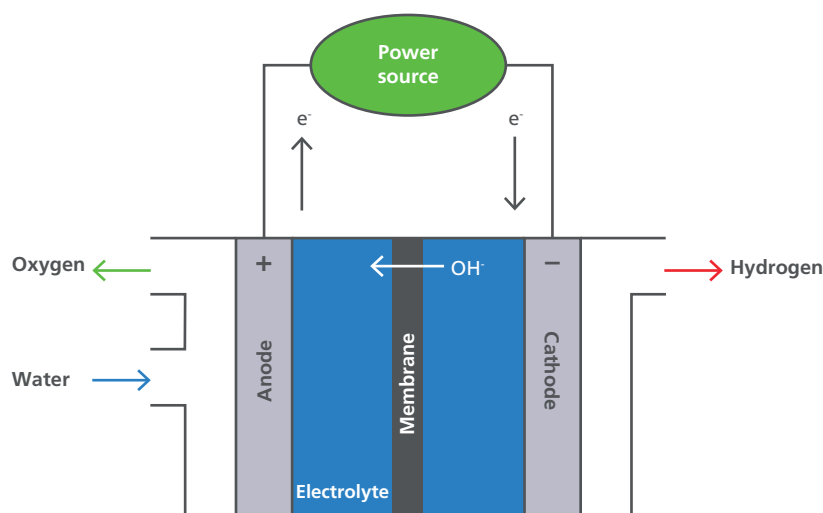 Power
source
e-
e-
Oxygen
+
OH-
−
Hydrogen
Water
Anode
Membrane
Cathode
Electrolyte